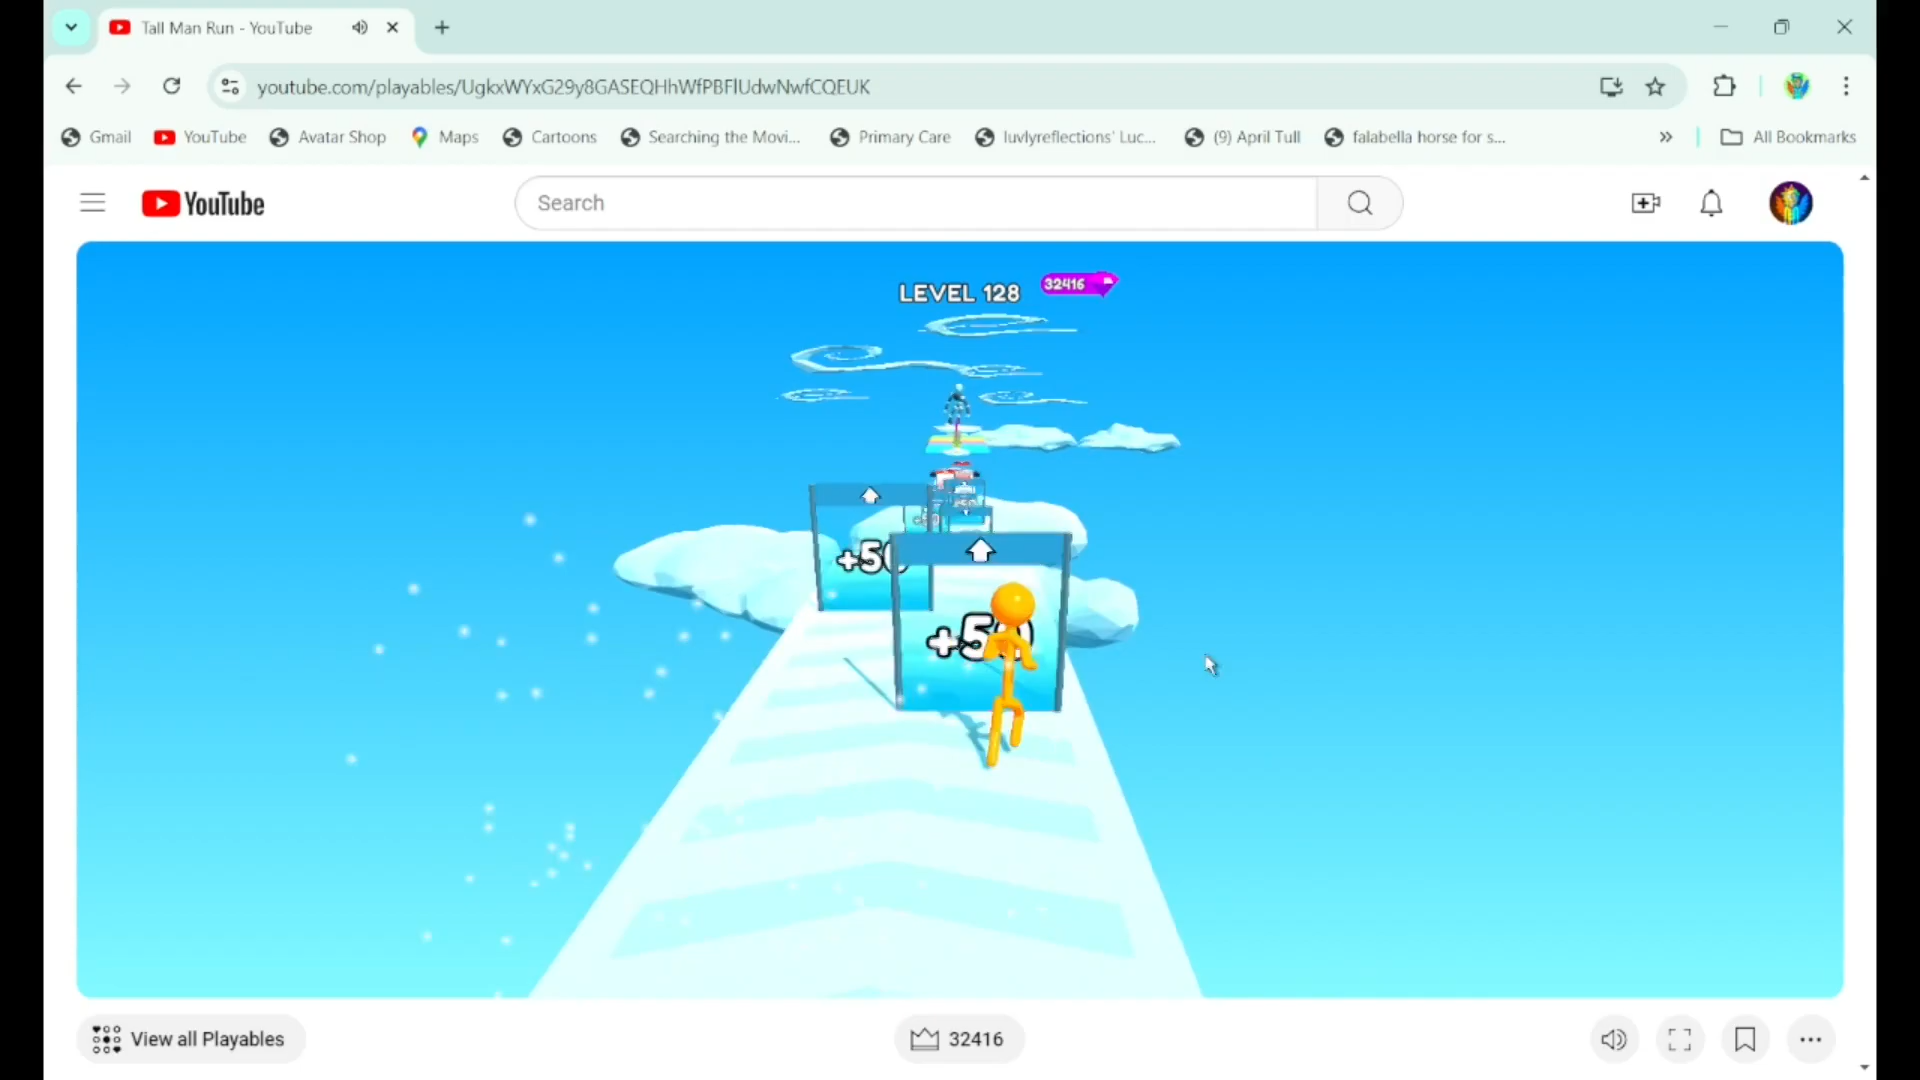 Tall Man Run - YouTube
youtube.com/playables/UgkxWYxG29y8GASEQHhWfPBFlUdwNwfCQEUK
Gmail YouTube Avatar Shop Maps Cartoons Searching the Movi... Primary Care luvlyreflections' Luc... (9) April Tull falabella horse for s... » All Bookmarks
YouTube Search
LEVEL 128 32416
+50
+50
View all Playables 32416